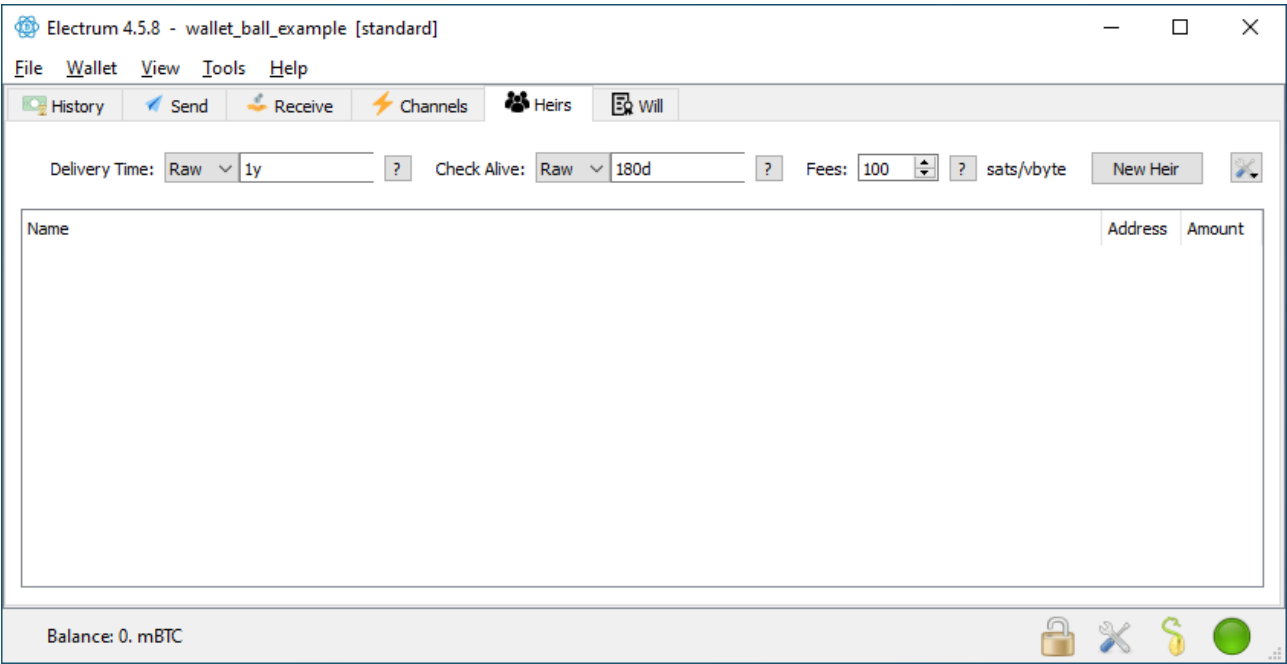 Electrum 4.5.8 - wallet_ball_example [standard]
File Wallet View Tools Help
History Send Receive Channels Heirs Will
Delivery Time: Raw 1y ? Check Alive: Raw 180d ? Fees: 100 ? sats/vbyte New Heir
Name Address Amount
Balance: 0. mBTC